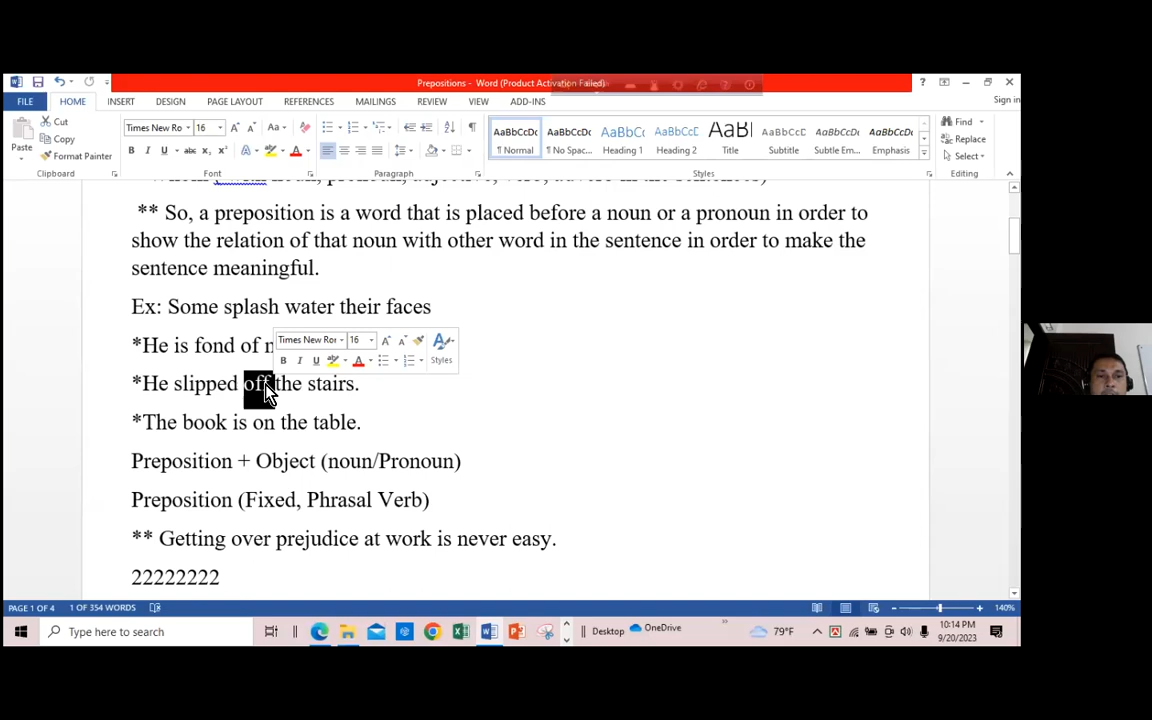 Prepositions - Word (Product Activation Failed)
FILE HOME INSERT DESIGN PAGE LAYOUT REFERENCES MAILINGS REVIEW VIEW ADD-INS Sign in
Cut
Copy
Format Painter
Paste
Clipboard
Times New Ro 16
Font
Paragraph
AaBbCcDc AaBbCcDc AaBbC AaBbCcD AaBl AaBbCcD AaBbCcDc AaBbCcDc
¶ Normal ¶ No Spac... Heading 1 Heading 2 Title Subtitle Subtle Em... Emphasis
Styles
Find
Replace
Select
Editing
** So, a preposition is a word that is placed before a noun or a pronoun in order to
show the relation of that noun with other word in the sentence in order to make the
sentence meaningful.
Ex: Some splash water their faces
*He is fond of
Times New Ror 16
Styles
*He slipped off the stairs.
*The book is on the table.
Preposition + Object (noun/Pronoun)
Preposition (Fixed, Phrasal Verb)
** Getting over prejudice at work is never easy.
22222222
PAGE 1 OF 4 1 OF 354 WORDS 140%
Type here to search
Desktop OneDrive
79°F
10:14 PM
9/20/2023